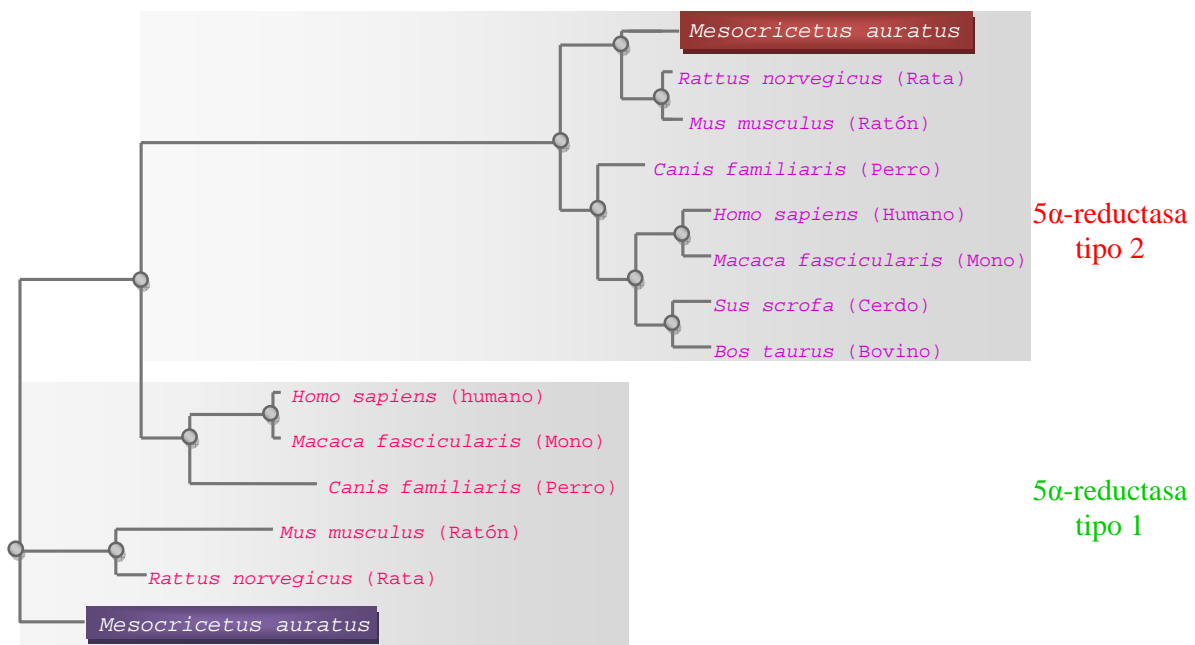 Mesocricetus auratus
Rattus norvegicus (Rata)
Mus musculus (Ratón)
Canis familiaris (Perro)
Homo sapiens (Humano)
Macaca fascicularis (Mono)
Sus scrofa (Cerdo)
Bos taurus (Bovino)
5α-reductasa
tipo 2
Homo sapiens (humano)
Macaca fascicularis (Mono)
Canis familiaris (Perro)
Mus musculus (Ratón)
Rattus norvegicus (Rata)
Mesocricetus auratus
5α-reductasa
tipo 1